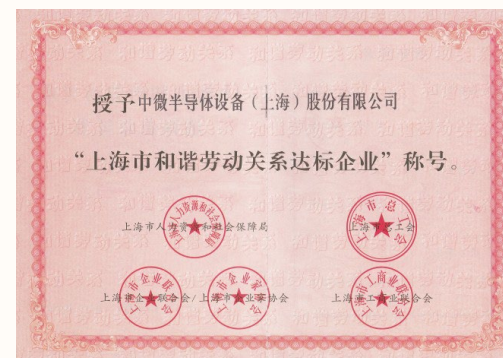 授予中微半导体设备（上海）股份有限公司
“上海市和谐劳动关系达标企业”称号。
上海市人力资源和社会保障局
上海市总工会
上海市企业联合会/上海市企业家协会
上海市工商业联合会